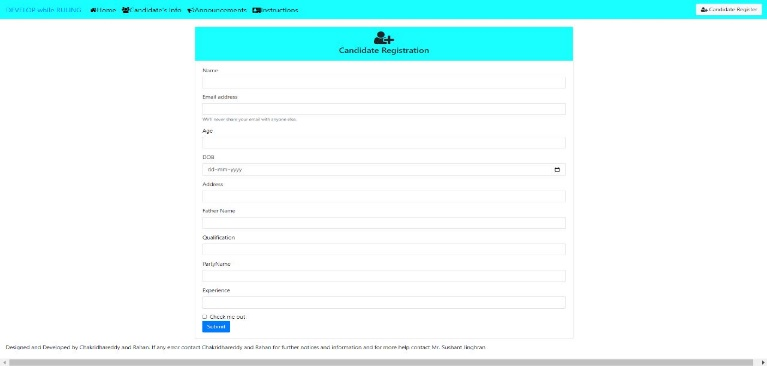 DEVELOP while RULING Home Candidate's Info Announcements Instructions Candidate Register
Candidate Registration
Name
Email address
We'll never share your email with anyone else.
Age
DOB
dd-mm-yyyy
Address
Father Name
Qualification
PartyName
Experience
Check me out
Submit
Designed and Developed by Chakridhareddy and Rahan. If any error contact Chakridhareddy and Rahan for further notices and information and for more help contact Mr. Sushant Jinghran